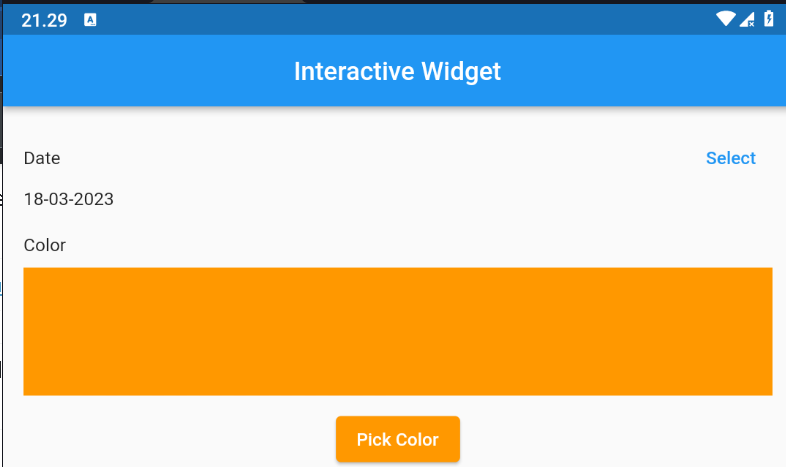 21.29 A
Interactive Widget
Date Select
18-03-2023
Color
Pick Color